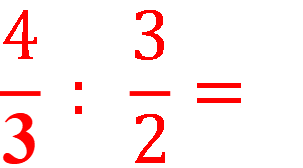 4/3 : 3/2 =